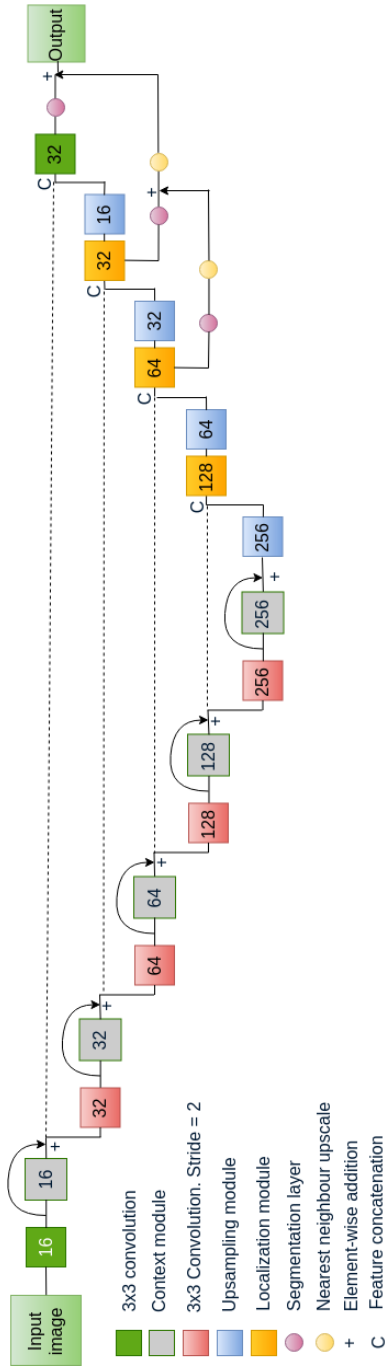 Input
image
16
16
+
32
32
+
64
64
+
128
128
+
256
256
+
256
C
128
64
C
64
32
C
32
16
C
32
+
+
Output
3x3 convolution
Context module
3x3 Convolution. Stride = 2
Upsampling module
Localization module
Segmentation layer
Nearest neighbour upscale
+ Element-wise addition
C Feature concatenation